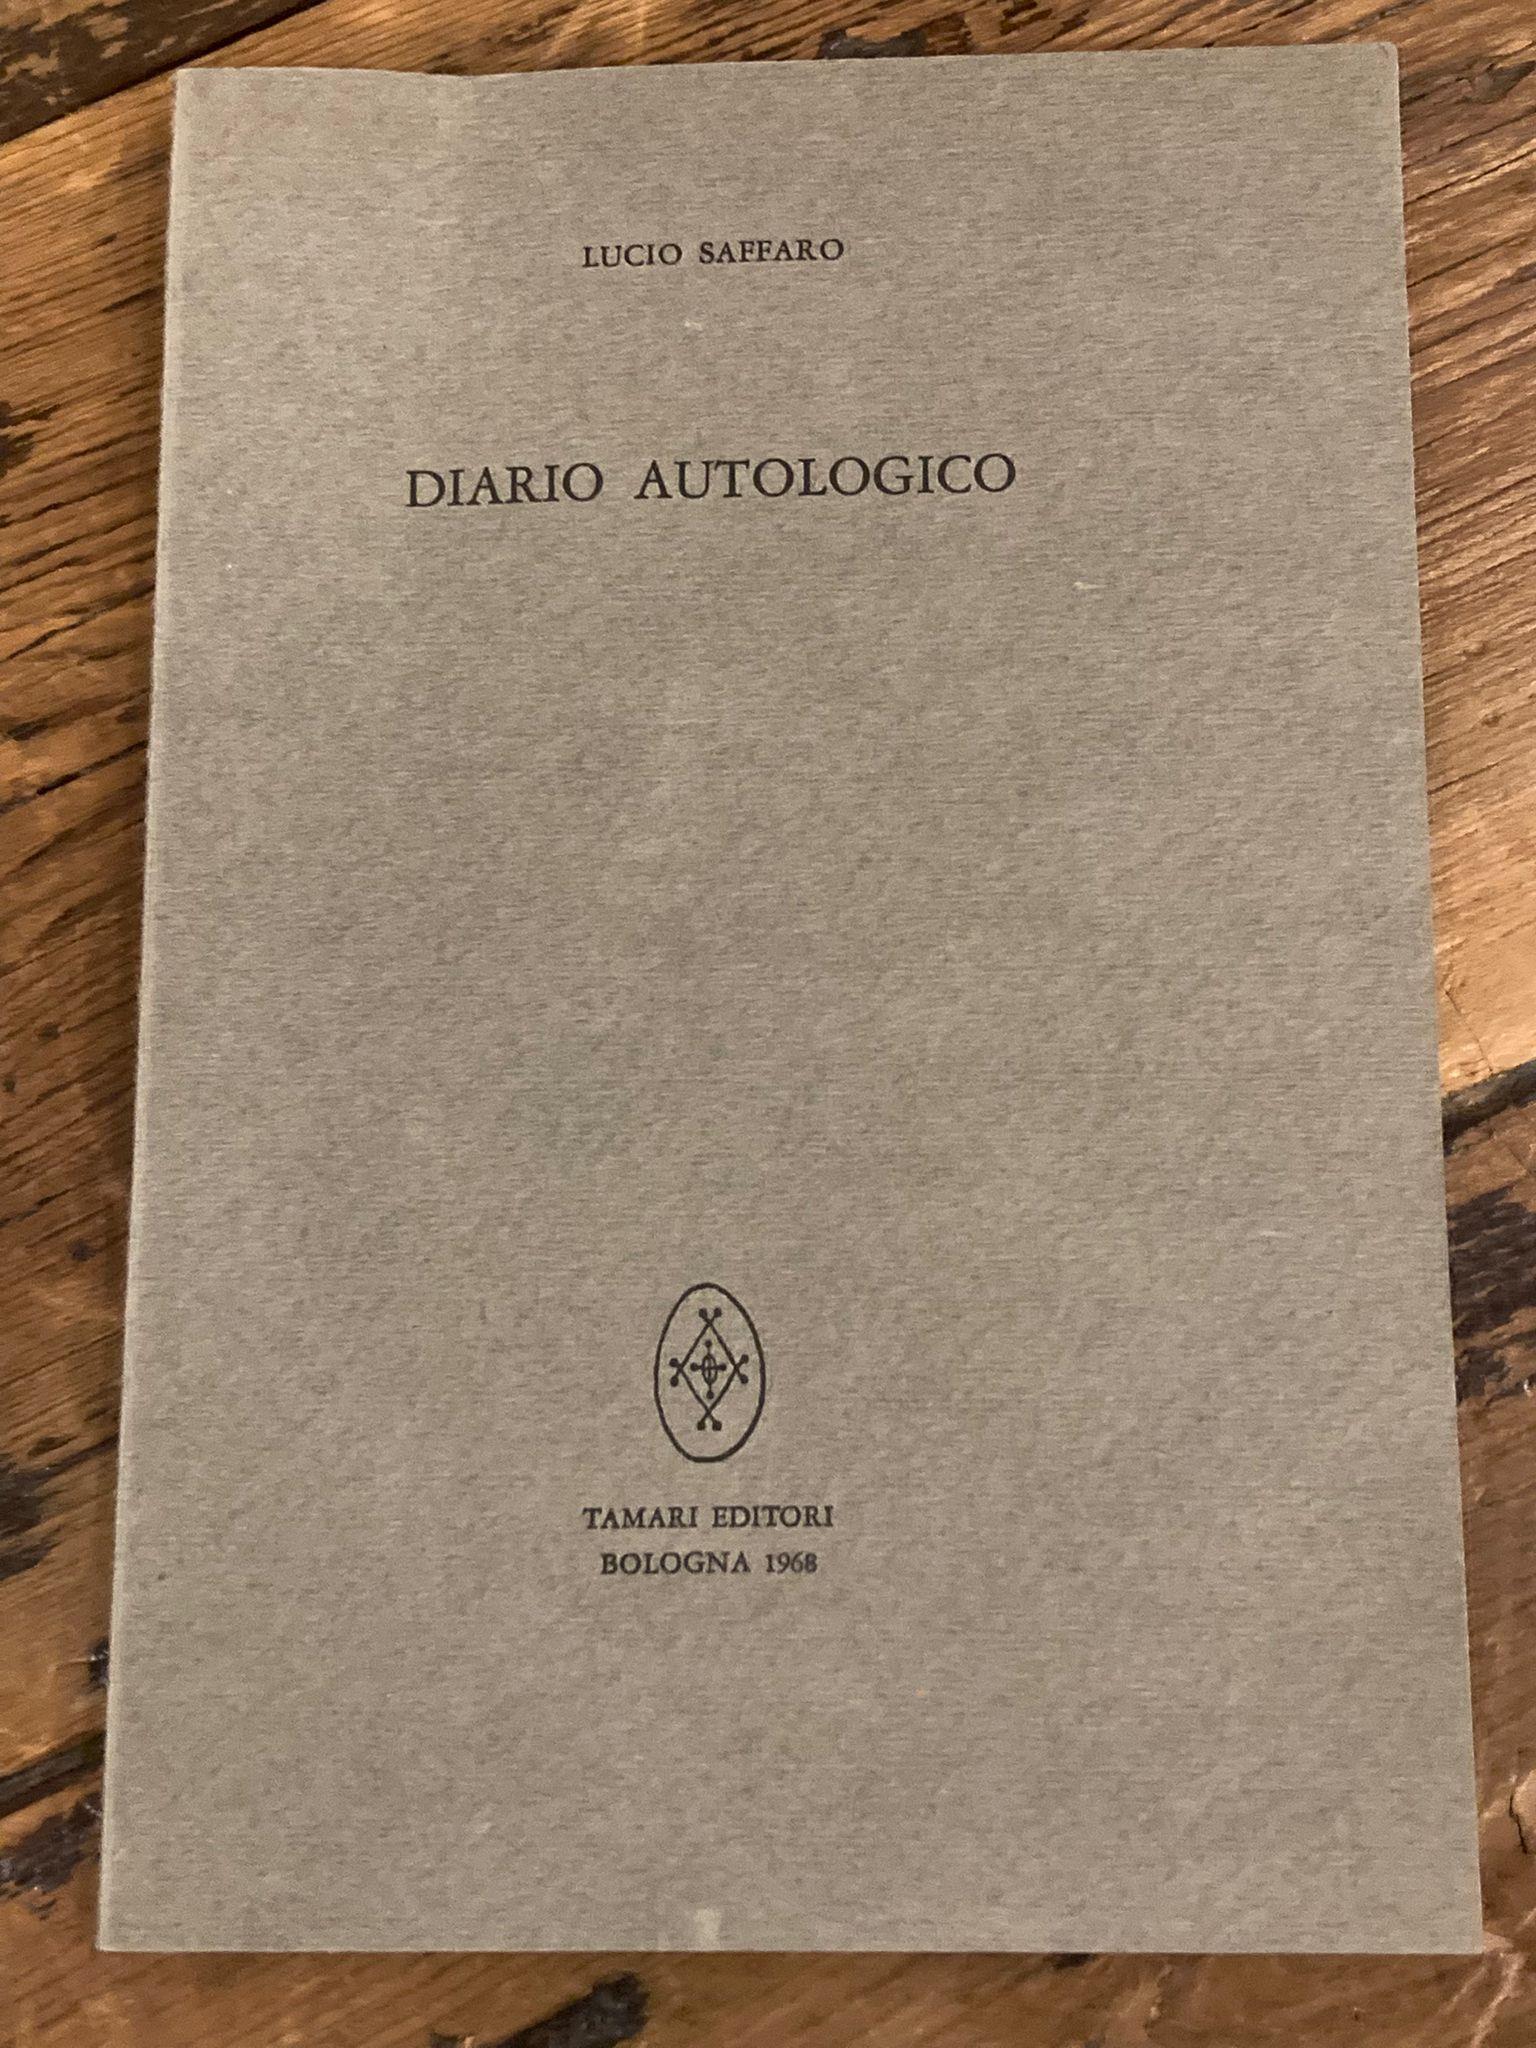 LUCIO SAFFARO
DIARIO AUTOLOGICO
TAMARI EDITORI
BOLOGNA 1968